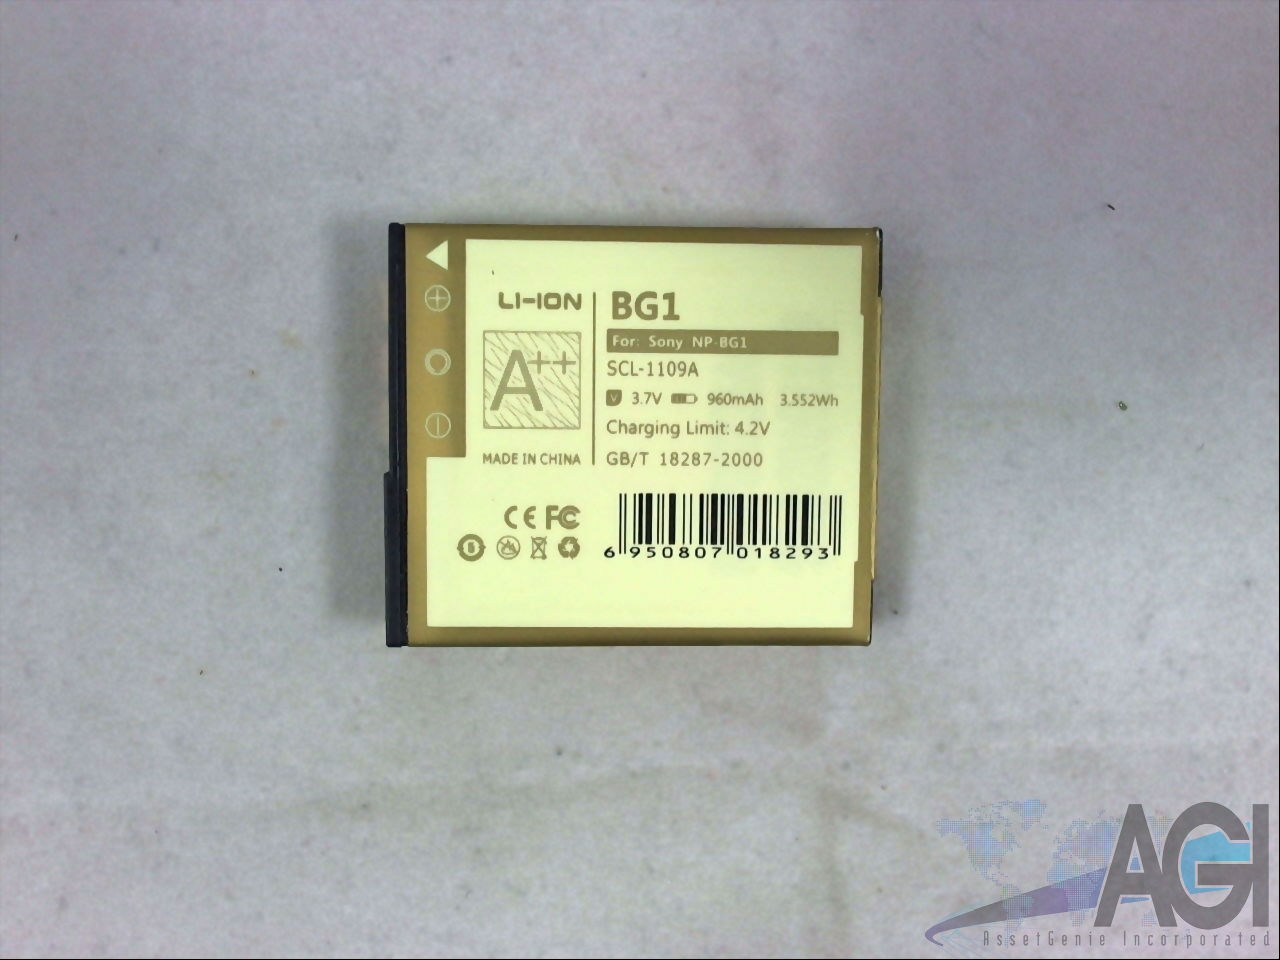 LI-ION
A++
MADE IN CHINA
BG1
For: Sony NP-BG1
SCL-1109A
V 3.7V 960mAh 3.552Wh
Charging Limit: 4.2V
GB/T 18287-2000
CE FC
6 950807 018293
AGI
AssetGenie Incorporated